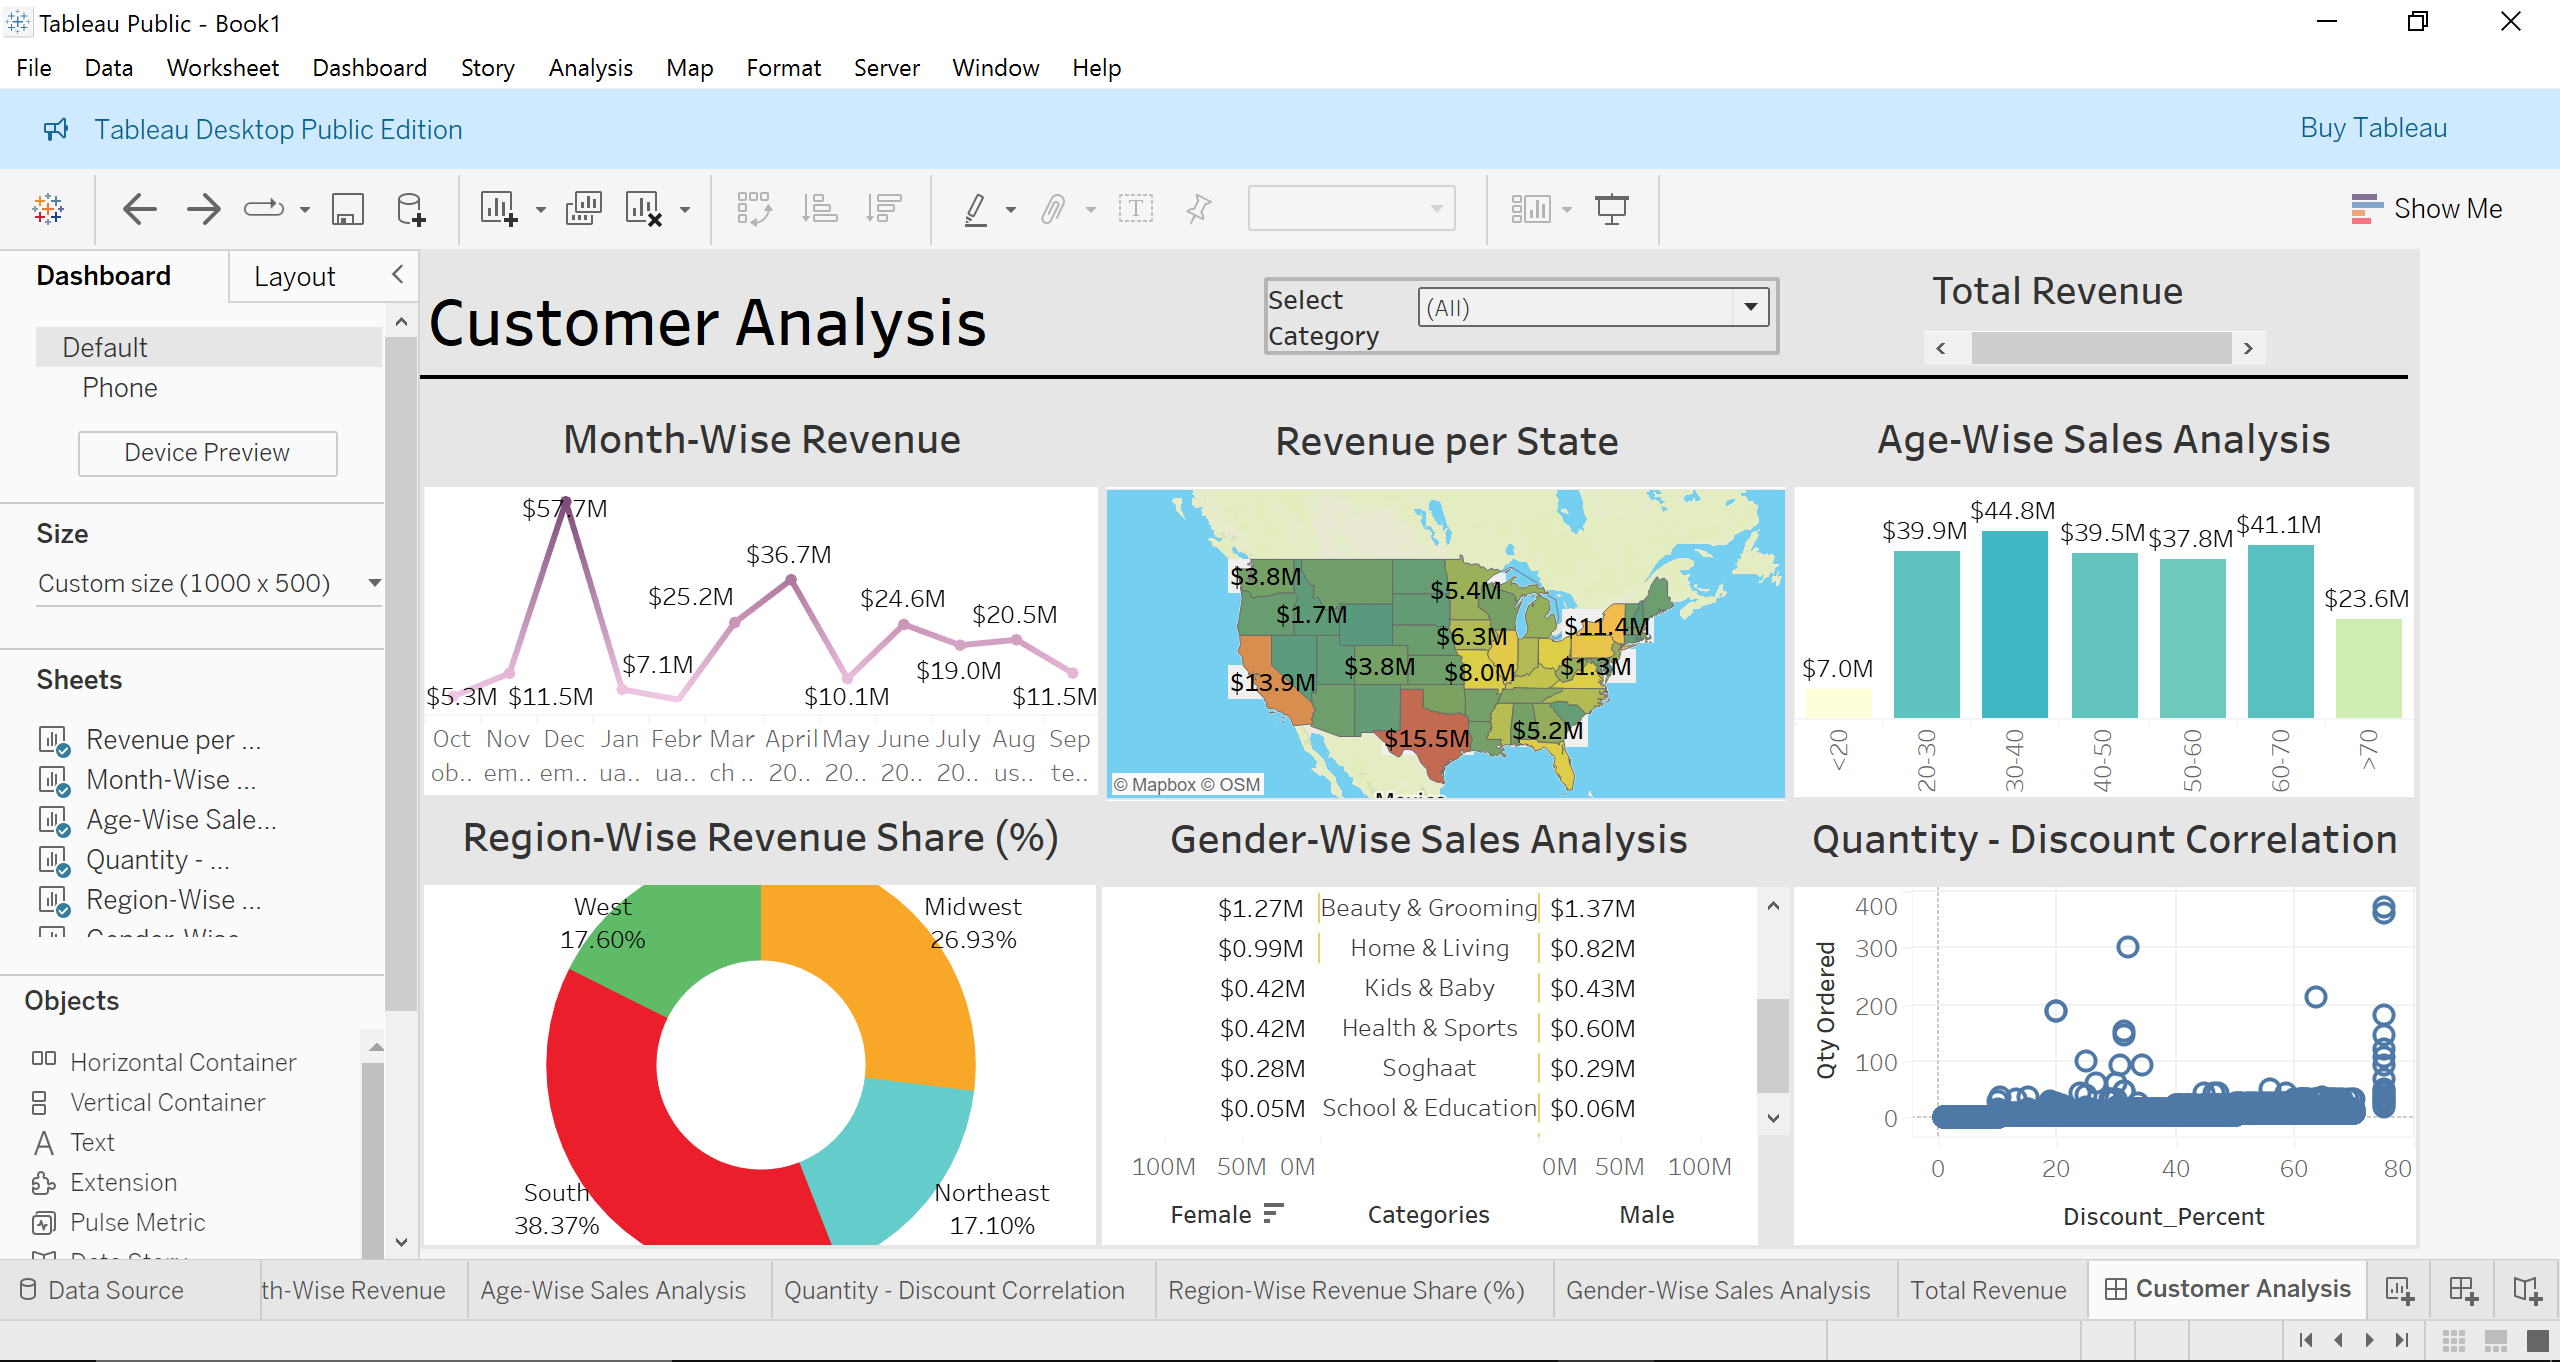 Tableau Public - Book1
File Data Worksheet Dashboard Story Analysis Map Format Server Window Help
Tableau Desktop Public Edition
Buy Tableau
Show Me
Dashboard
Layout
Default
Phone
Device Preview
Size
Custom size (1000 x 500)
Sheets
Revenue per ...
Month-Wise ...
Age-Wise Sale...
Quantity - ...
Region-Wise ...
Objects
Horizontal Container
Vertical Container
Text
Extension
Pulse Metric
Customer Analysis
Select
Category
(All)
Total Revenue
Month-Wise Revenue
$57.7M
$36.7M
$25.2M
$24.6M
$20.5M
$7.1M
$19.0M
$5.3M $11.5M
$10.1M
$11.5M
Oct Nov Dec Jan Febr Mar April May June July Aug Sep
ob.. em.. em.. ua.. ua.. ch .. 20.. 20.. 20.. 20.. us.. te..
Revenue per State
$3.8M
$5.4M
$1.7M
$11.4M
$6.3M
$3.8M
$8.0M
$1.3M
$13.9M
$5.2M
$15.5M
© Mapbox © OSM
Age-Wise Sales Analysis
$7.0M
$39.9M
$44.8M
$39.5M
$37.8M
$41.1M
$23.6M
<20
20-30
30-40
40-50
50-60
60-70
>70
Region-Wise Revenue Share (%)
West
17.60%
Midwest
26.93%
South
38.37%
Northeast
17.10%
Gender-Wise Sales Analysis
$1.27M Beauty & Grooming $1.37M
$0.99M Home & Living $0.82M
$0.42M Kids & Baby $0.43M
$0.42M Health & Sports $0.60M
$0.28M Soghaat $0.29M
$0.05M School & Education $0.06M
100M 50M 0M 0M 50M 100M
Female Categories Male
Quantity - Discount Correlation
Qty Ordered
400
300
200
100
0
0 20 40 60 80
Discount_Percent
Data Source
th-Wise Revenue
Age-Wise Sales Analysis
Quantity - Discount Correlation
Region-Wise Revenue Share (%)
Gender-Wise Sales Analysis
Total Revenue
Customer Analysis